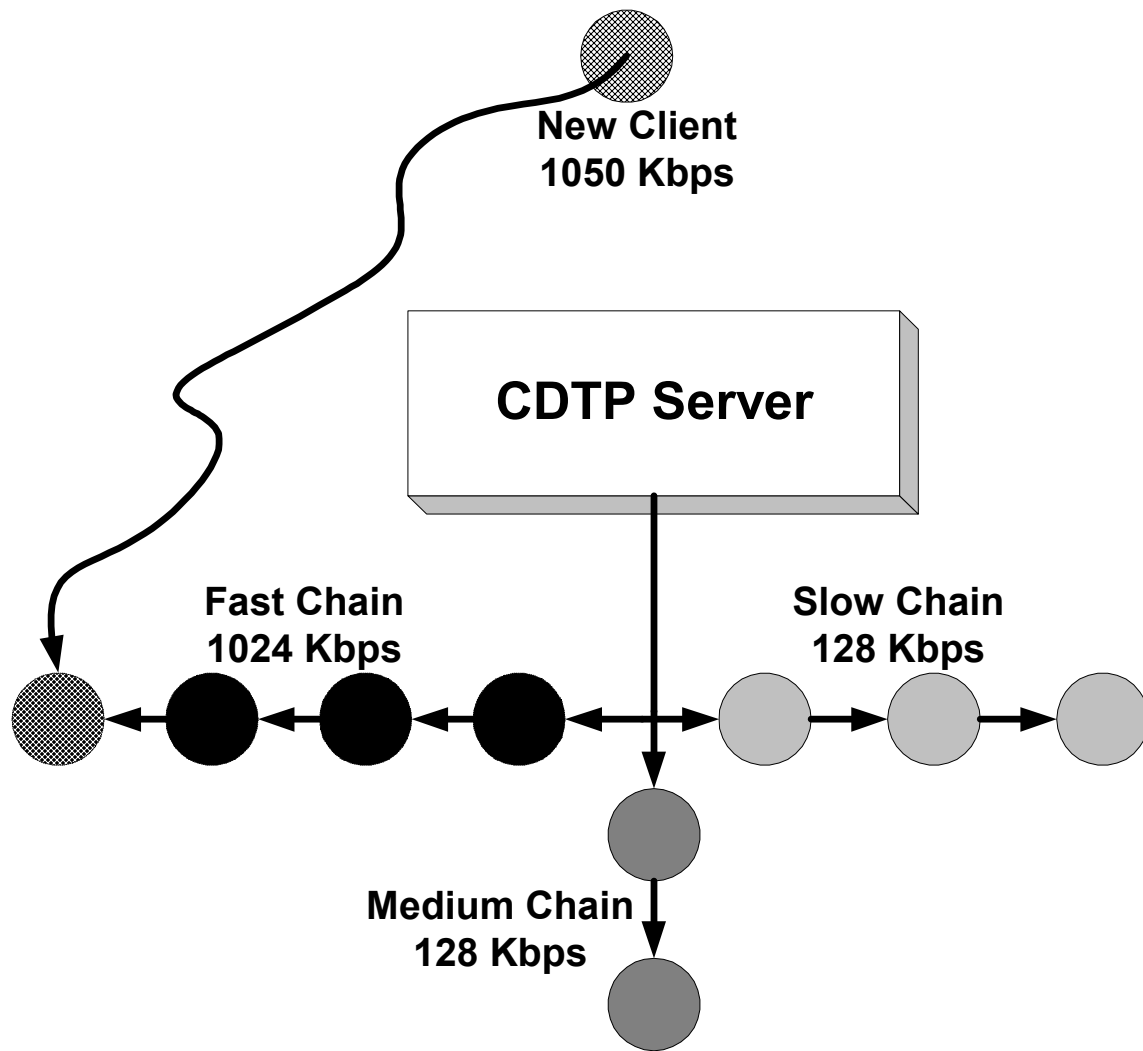 New Client
1050 Kbps
CDTP Server
Fast Chain
1024 Kbps
Slow Chain
128 Kbps
Medium Chain
128 Kbps